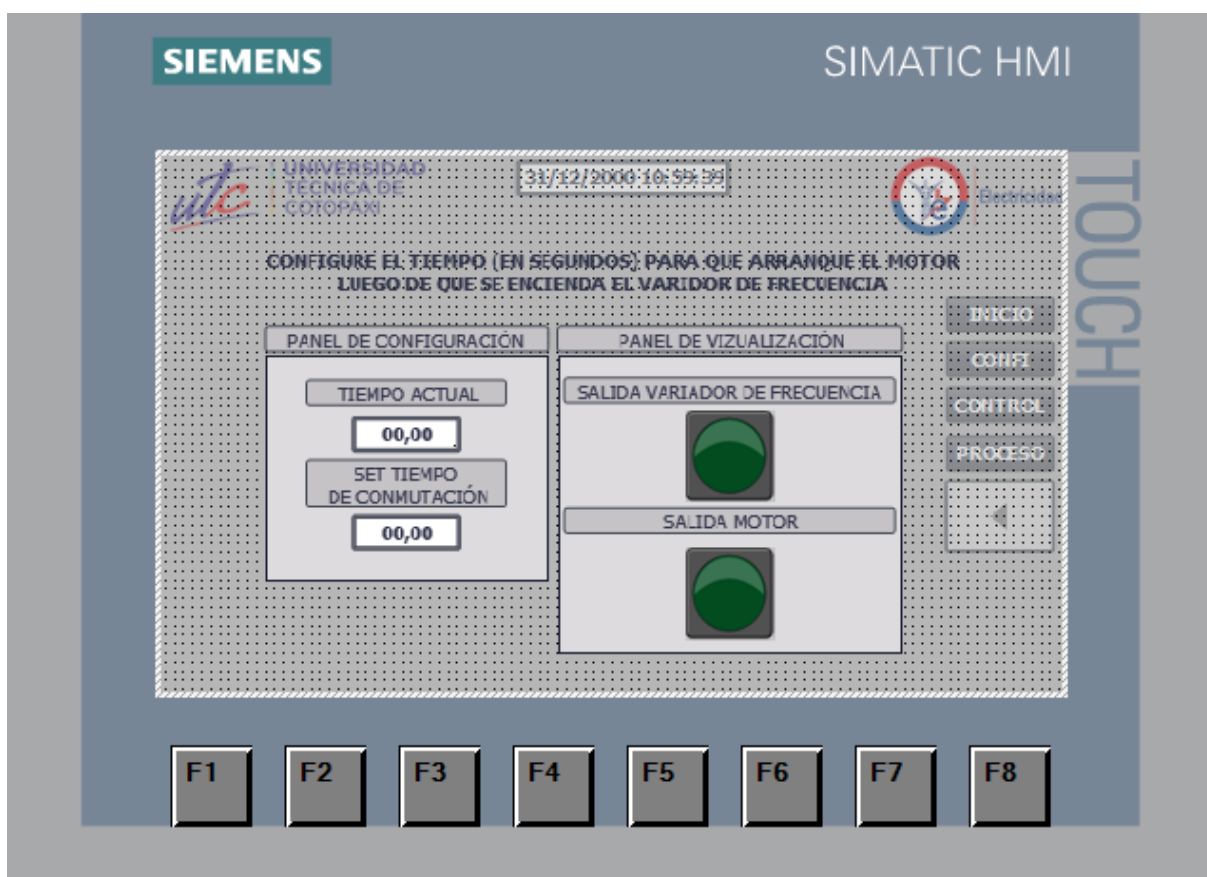 SIEMENS
SIMATIC HMI
TOUCH
utc
UNIVERSIDAD
TÉCNICA DE
COTOPAXI
31/12/2000 10:59:39
Electricidad
CONFIGURE EL TIEMPO (EN SEGUNDOS) PARA QUE ARRANQUE EL MOTOR
LUEGO DE QUE SE ENCIENDA EL VARIDOR DE FRECUENCIA
PANEL DE CONFIGURACIÓN
TIEMPO ACTUAL
00,00
SET TIEMPO
DE CONMUTACIÓN
00,00
PANEL DE VIZUALIZACIÓN
SALIDA VARIADOR DE FRECUENCIA
SALIDA MOTOR
INICIO
CONFI
CONTROL
PROCESO
F1
F2
F3
F4
F5
F6
F7
F8